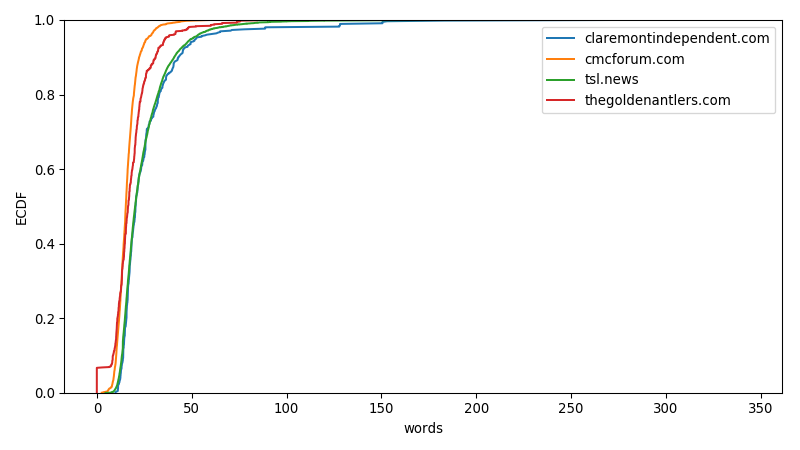 1.0
0.8
0.6
0.4
0.2
0.0
ECDF
0 50 100 150 200 250 300 350
words
claremontindependent.com
cmcforum.com
tsl.news
thegoldenantlers.com